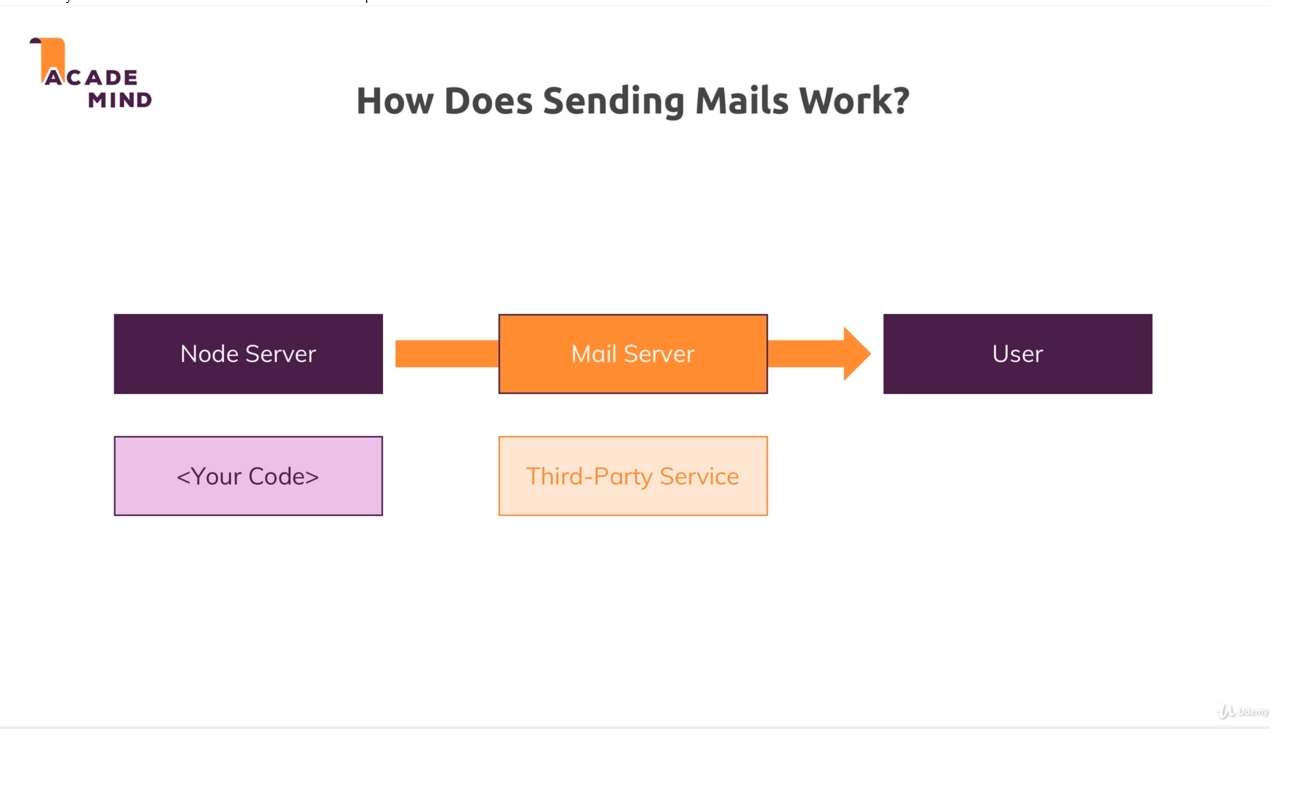 ACADE
MIND
How Does Sending Mails Work?
Node Server
Mail Server
User
<Your Code>
Third-Party Service
Udemy